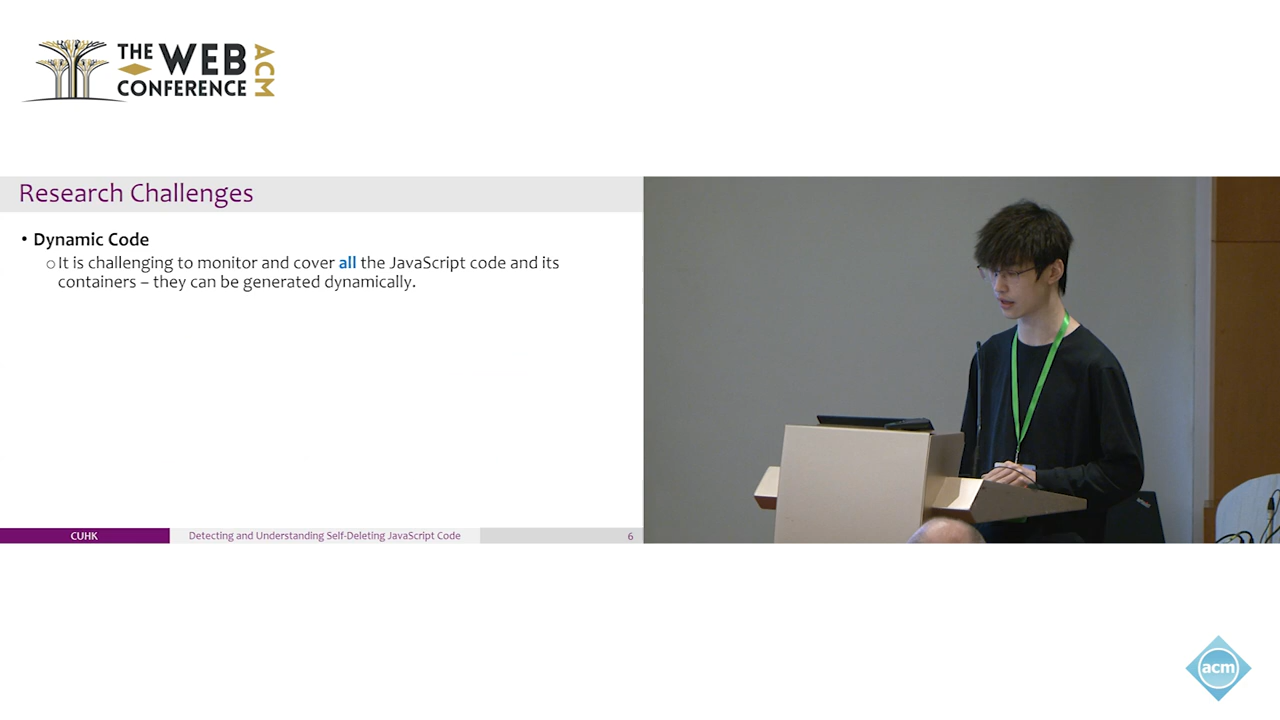 THE WEB
CONFERENCE
ACM
Research Challenges
• Dynamic Code
○ It is challenging to monitor and cover all the JavaScript code and its
containers – they can be generated dynamically.
CUHK
Detecting and Understanding Self-Deleting JavaScript Code
6
acm